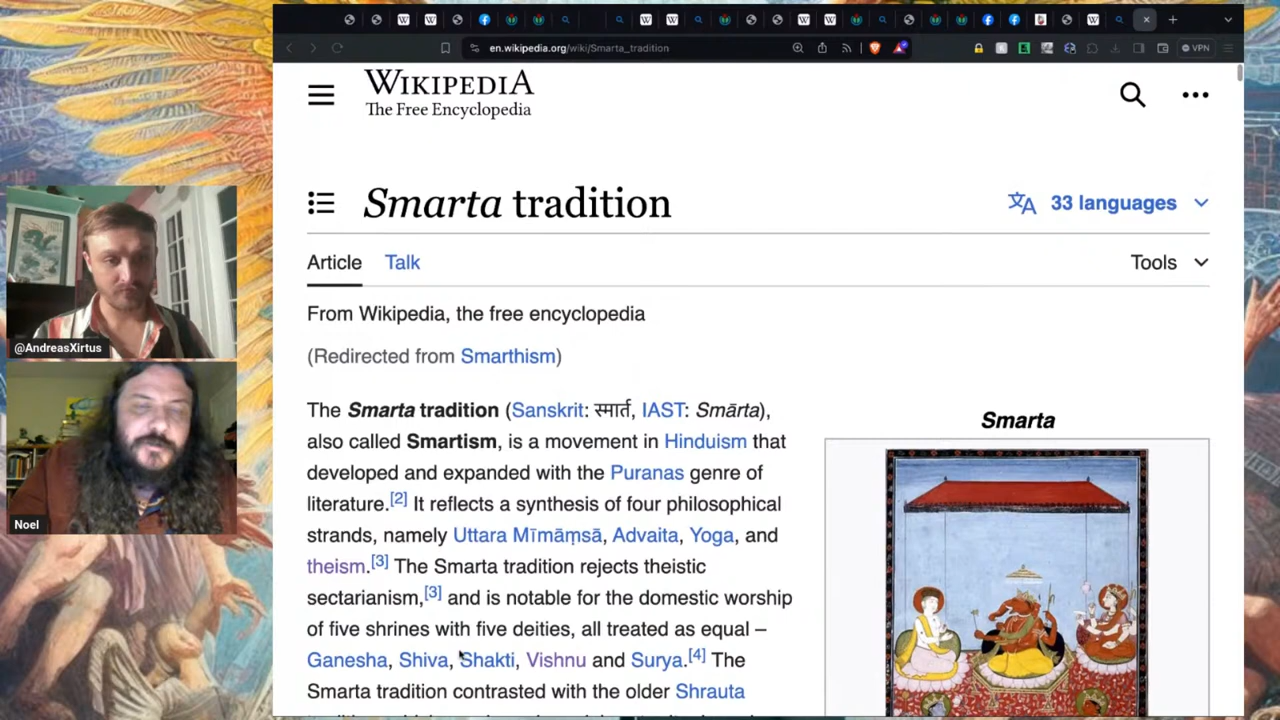 en.wikipedia.org/wiki/Smarta_tradition
VPN
WIKIPEDIA
The Free Encyclopedia
Smarta tradition
33 languages
Article
Talk
Tools
From Wikipedia, the free encyclopedia
(Redirected from Smarthism)
The Smarta tradition (Sanskrit: स्मार्त, IAST: Smārta),
also called Smartism, is a movement in Hinduism that
developed and expanded with the Puranas genre of
literature.[2] It reflects a synthesis of four philosophical
strands, namely Uttara Mīmāṃsā, Advaita, Yoga, and
theism.[3] The Smarta tradition rejects theistic
sectarianism,[3] and is notable for the domestic worship
of five shrines with five deities, all treated as equal –
Ganesha, Shiva, Shakti, Vishnu and Surya.[4] The
Smarta tradition contrasted with the older Shrauta
Smarta
@AndreasXirtus
Noel